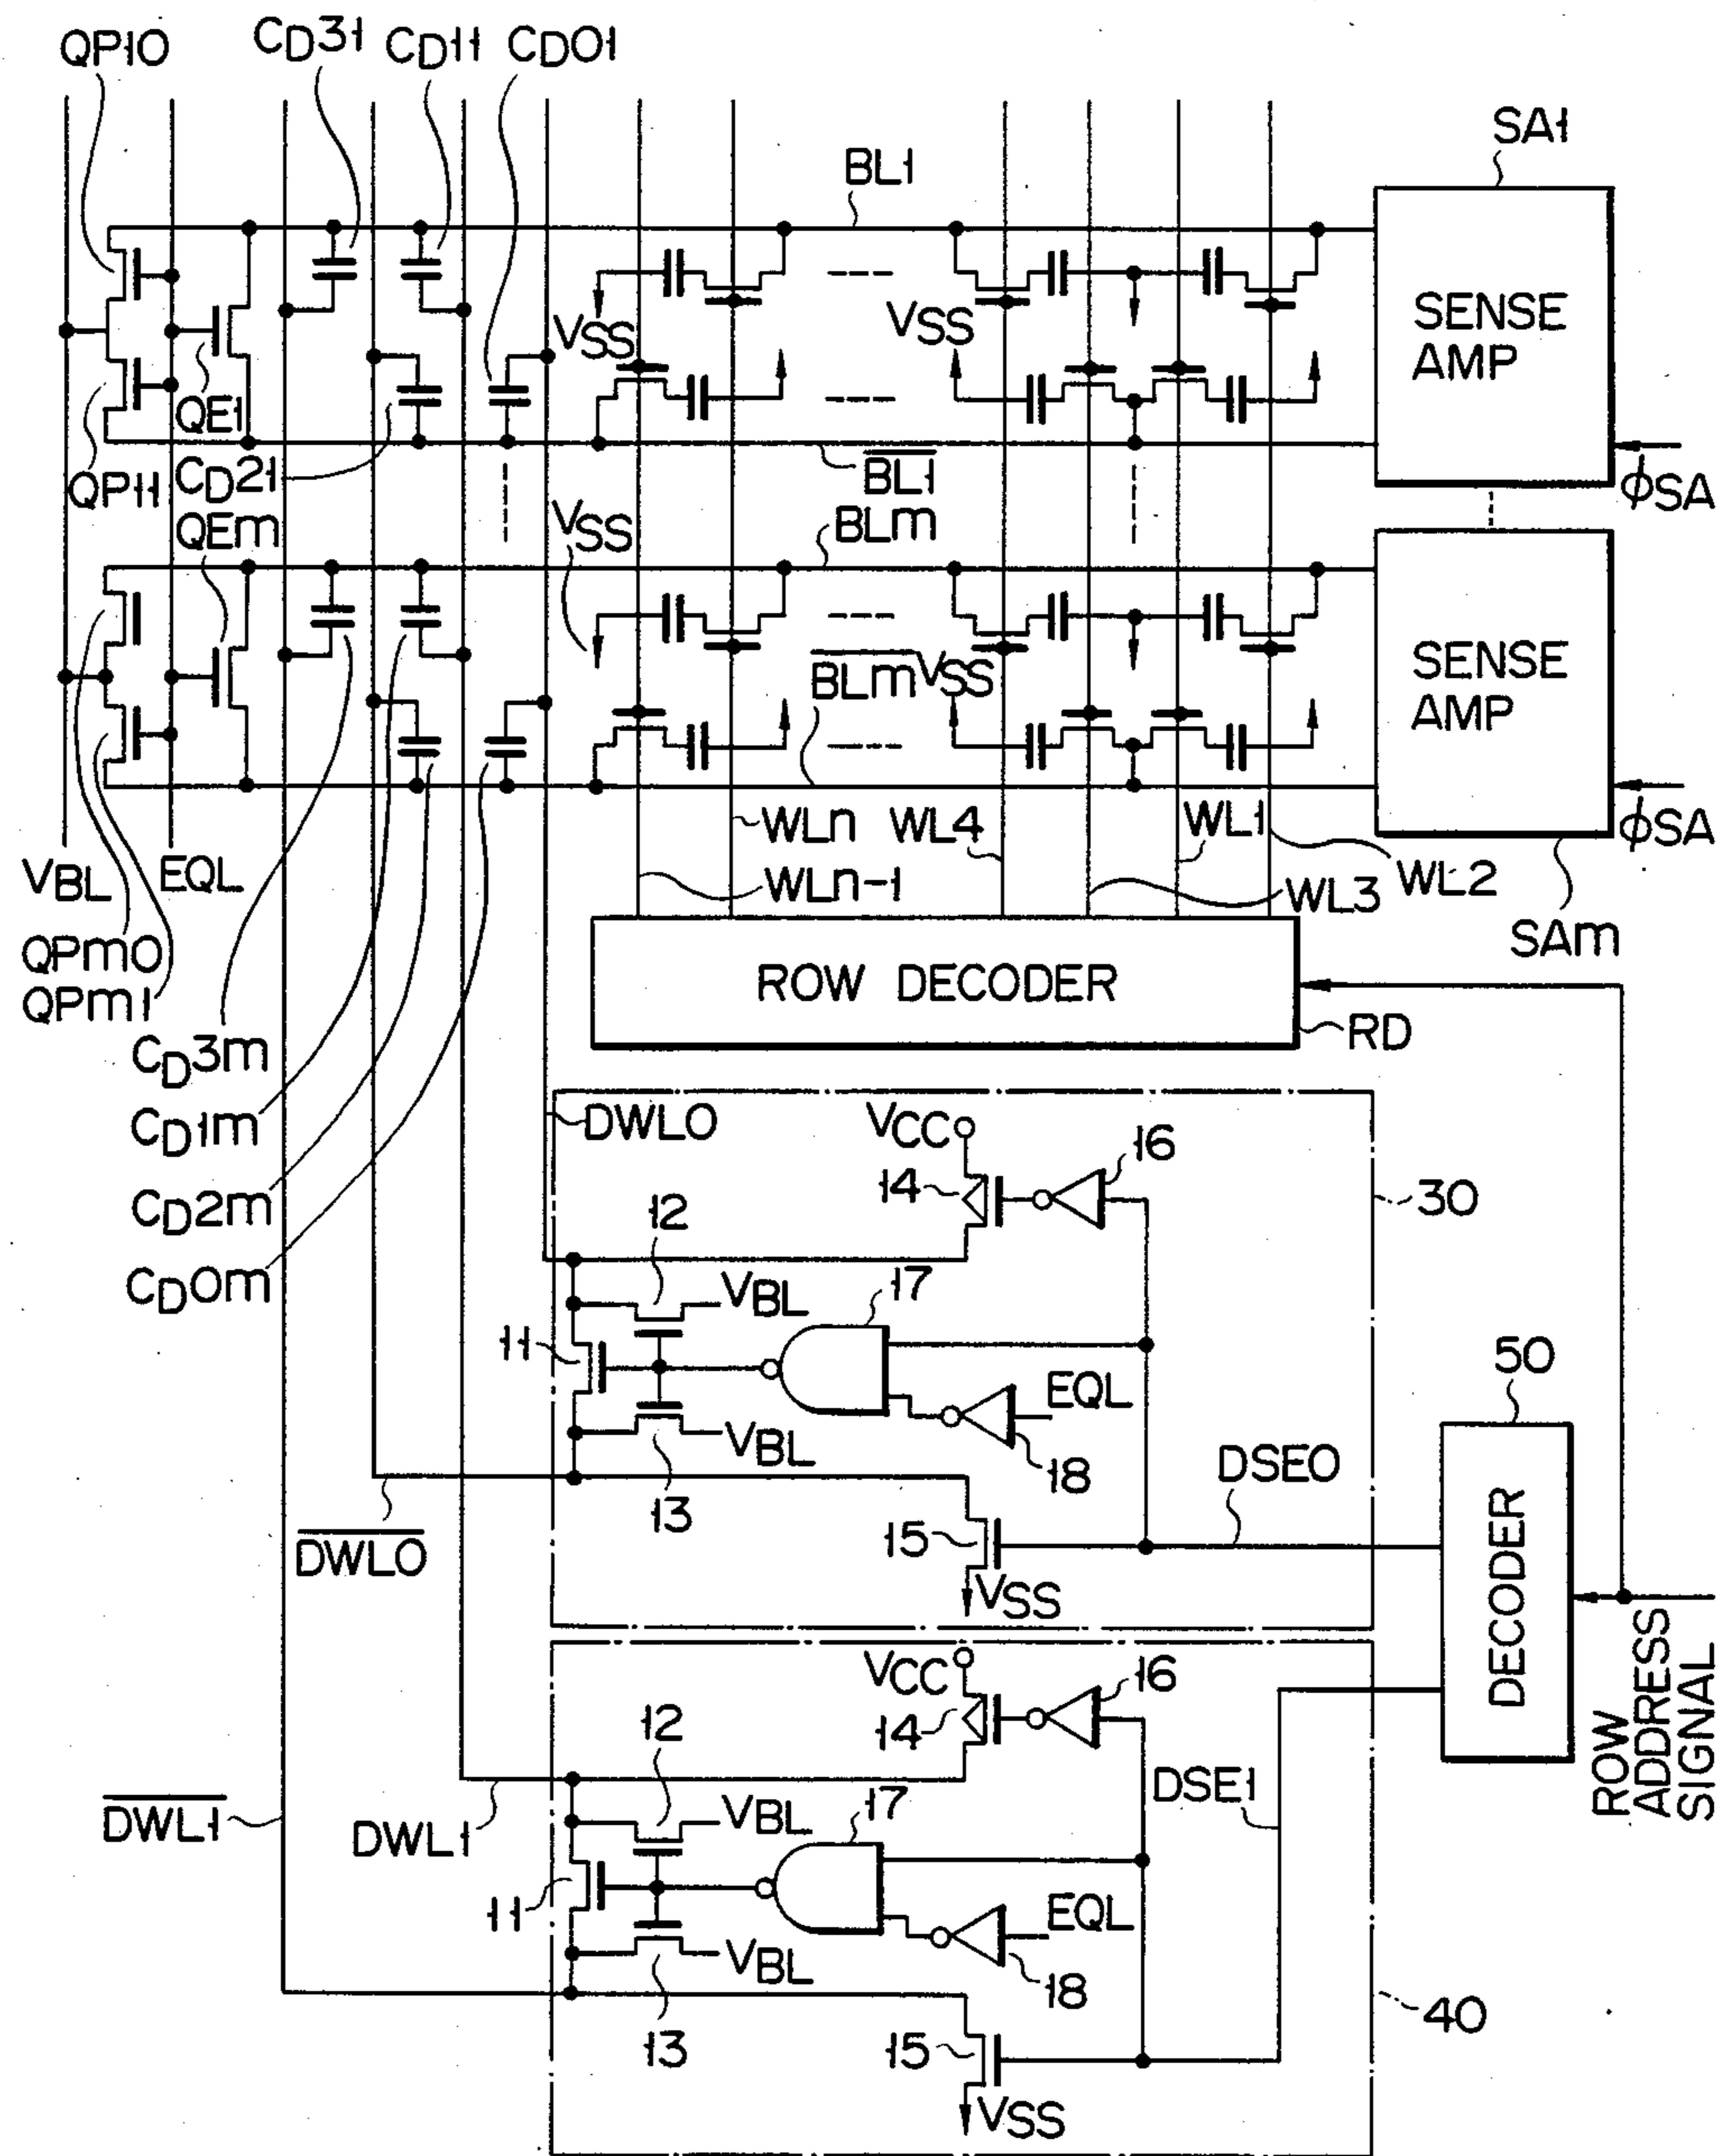 QP10
CD31
CD11
CD01
SA1
BL1
SENSE
AMP
VSS
VSS
QE1
QP11
CD21
BL1
φSA
QEm
VSS
BLm
SENSE
AMP
BLm
VSS
φSA
WLn
WL4
WL1
VBL
EQL
WLn-1
WL3
WL2
SAm
QPm0
QPm1
ROW DECODER
RD
CD3m
CD1m
CD2m
CD0m
DWL0
VCC
16
14
30
12
VBL
17
11
EQL
50
VBL
18
DSE0
13
DWL0
15
VSS
DECODER
ROW
ADDRESS
SIGNAL
VCC
16
14
12
DSE1
DWL1
DWL1
VBL
17
11
EQL
VBL
18
40
13
15
VSS